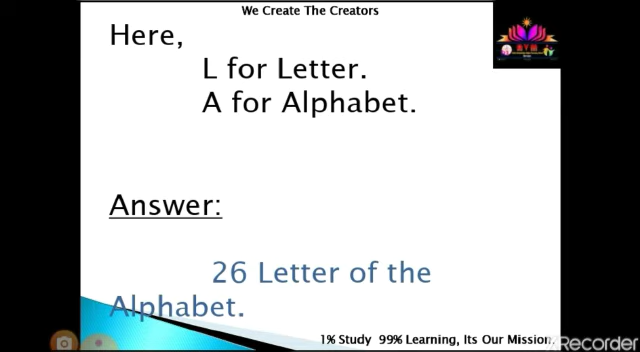 We Create The Creators
Here,
L for Letter.
A for Alphabet.
Answer:
26 Letter of the
Alphabet.
1% Study 99% Learning, Its Our Mission
Recorder